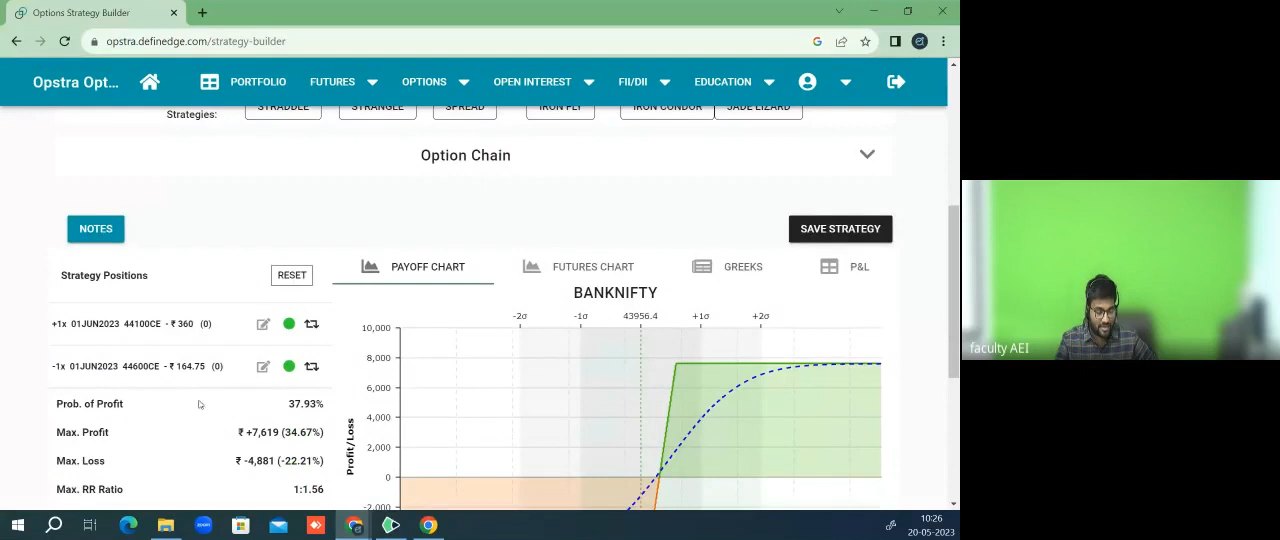 Options Strategy Builder
opstra.definedge.com/strategy-builder
Opstra Opt... PORTFOLIO FUTURES OPTIONS OPEN INTEREST FII/DII EDUCATION
Strategies: STRADDLE STRANGLE SPREAD IRON FLY IRON CONDOR JADE LIZARD
Option Chain
NOTES SAVE STRATEGY
Strategy Positions RESET PAYOFF CHART FUTURES CHART GREEKS P&L
BANKNIFTY
-2σ -1σ 43956.4 +1σ +2σ
+1x 01JUN2023 44100CE - ₹ 360 (0)
-1x 01JUN2023 44600CE - ₹ 164.75 (0)
Prob. of Profit 37.93%
Max. Profit ₹ +7,619 (34.67%)
Max. Loss ₹ -4,881 (-22.21%)
Max. RR Ratio 1:1.56
Profit/Loss
10,000
8,000
6,000
4,000
2,000
0
-2,000
faculty AEI
zoom
10:26
20-05-2023